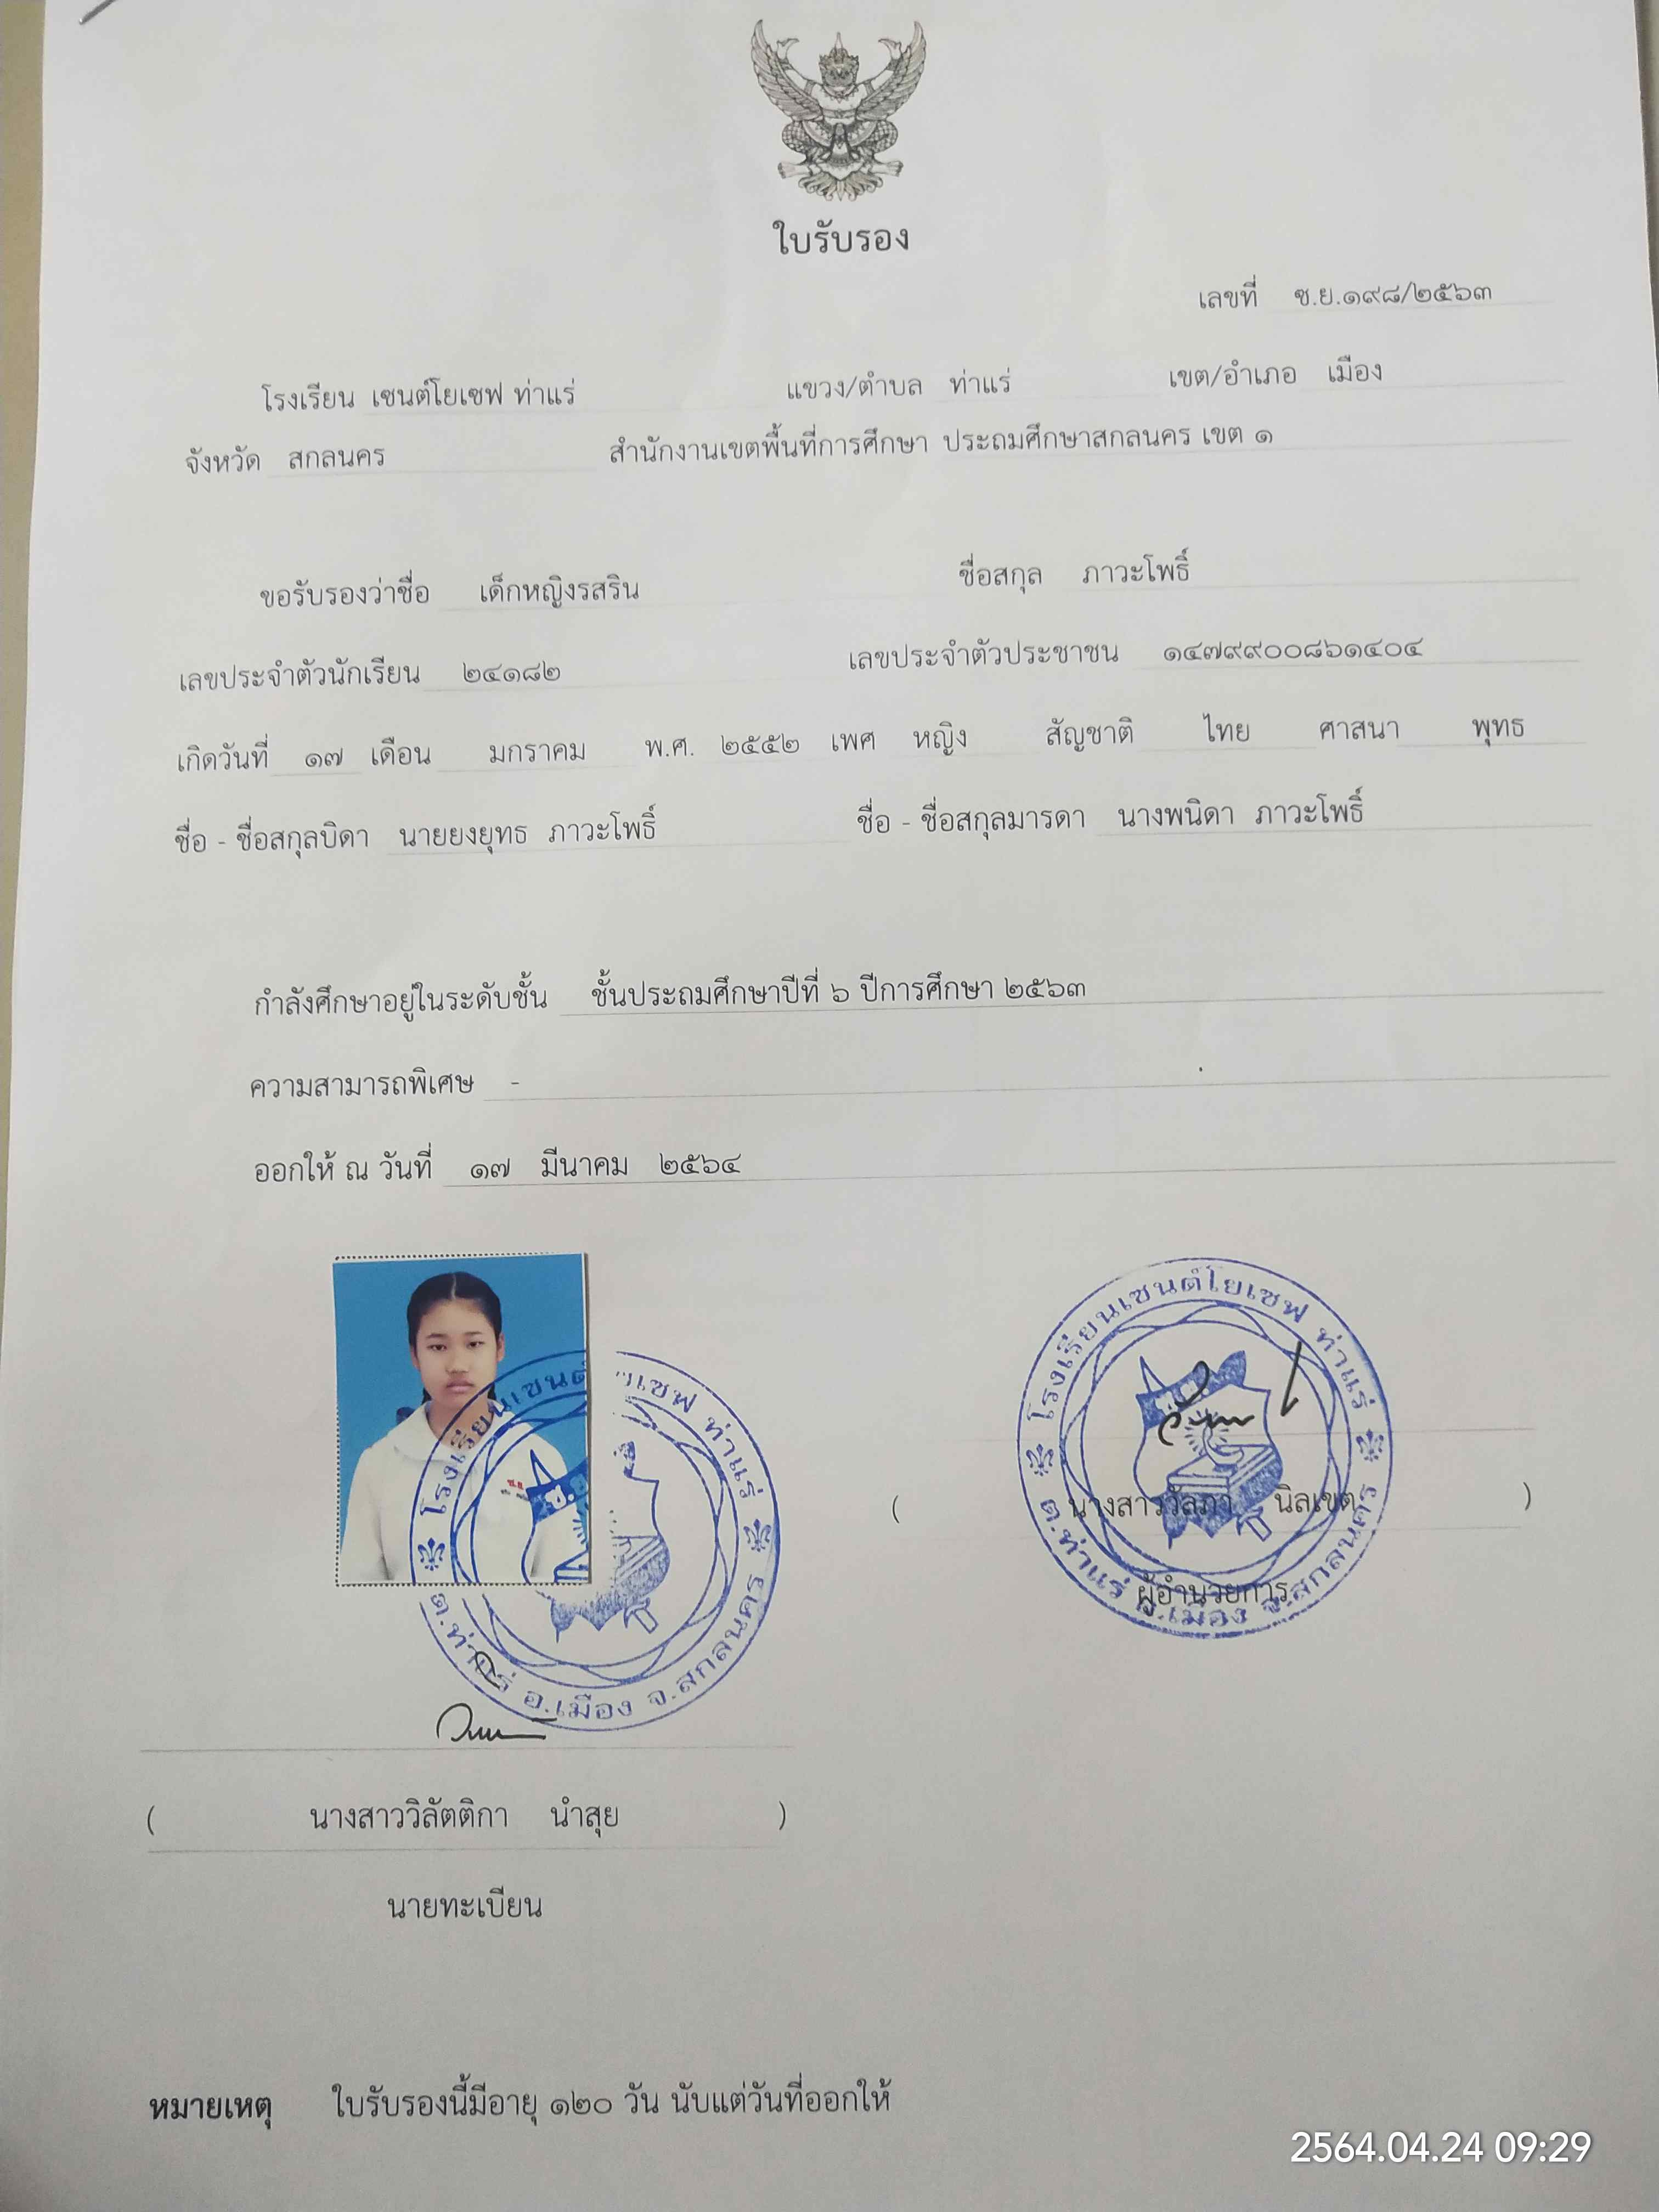 ใบรับรอง
เลขที่ ช.ย.๑๙๘/๒๕๖๓
โรงเรียน เซนต์โยเซฟ ท่าแร่ แขวง/ตำบล ท่าแร่ เขต/อำเภอ เมือง
จังหวัด สกลนคร สำนักงานเขตพื้นที่การศึกษา ประถมศึกษาสกลนคร เขต ๑
ขอรับรองว่าชื่อ เด็กหญิงรสริน ชื่อสกุล ภาวะโพธิ์
เลขประจำตัวนักเรียน ๒๔๑๘๒ เลขประจำตัวประชาชน ๑๔๗๙๙๐๐๘๖๑๔๐๔
เกิดวันที่ ๑๗ เดือน มกราคม พ.ศ. ๒๕๕๒ เพศ หญิง สัญชาติ ไทย ศาสนา พุทธ
ชื่อ - ชื่อสกุลบิดา นายยงยุทธ ภาวะโพธิ์ ชื่อ - ชื่อสกุลมารดา นางพนิดา ภาวะโพธิ์
กำลังศึกษาอยู่ในระดับชั้น ชั้นประถมศึกษาปีที่ ๖ ปีการศึกษา ๒๕๖๓
ความสามารถพิเศษ -
ออกให้ ณ วันที่ ๑๗ มีนาคม ๒๕๖๔
โรงเรียนเซนต์โยเซฟ ท่าแร่
ต.ท่าแร่ อ.เมือง จ.สกลนคร
โรงเรียนเซนต์โยเซฟ ท่าแร่
ต.ท่าแร่ อ.เมือง จ.สกลนคร
( นางสาววัลภา นิลเขต )
ผู้อำนวยการ
( นางสาววิลัตติกา นำสุย )
นายทะเบียน
หมายเหตุ ใบรับรองนี้มีอายุ ๑๒๐ วัน นับแต่วันที่ออกให้
2564.04.24 09:29